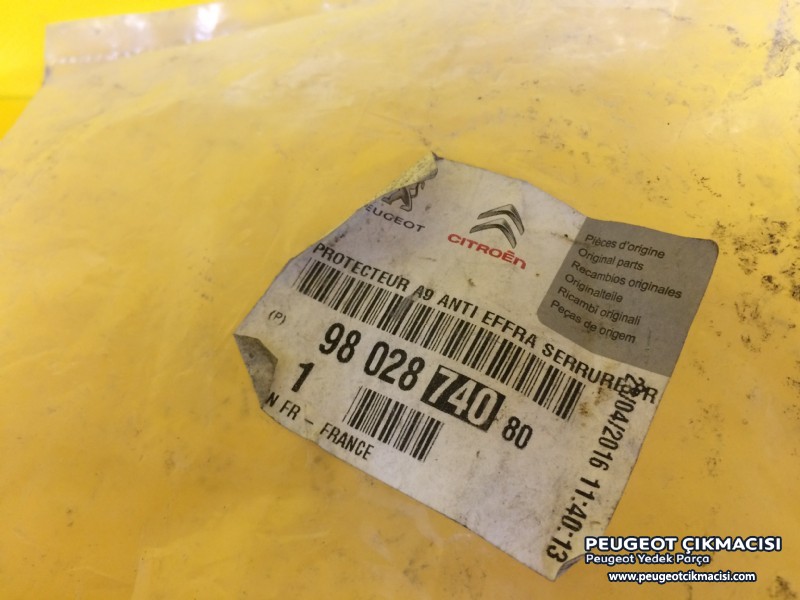 PEUGEOT
CITROËN
Pièces d'origine
Original parts
Recambios originales
Originalteile
Ricambi originali
Peças de origem
PROTECTEUR A9 ANTI EFFRA SERRURE
(P)
98 028 740 80
1
N FR - FRANCE
/04/2016 11:40:13
PEUGEOT ÇIKMACISI
Peugeot Yedek Parça
www.peugeotcikmacisi.com